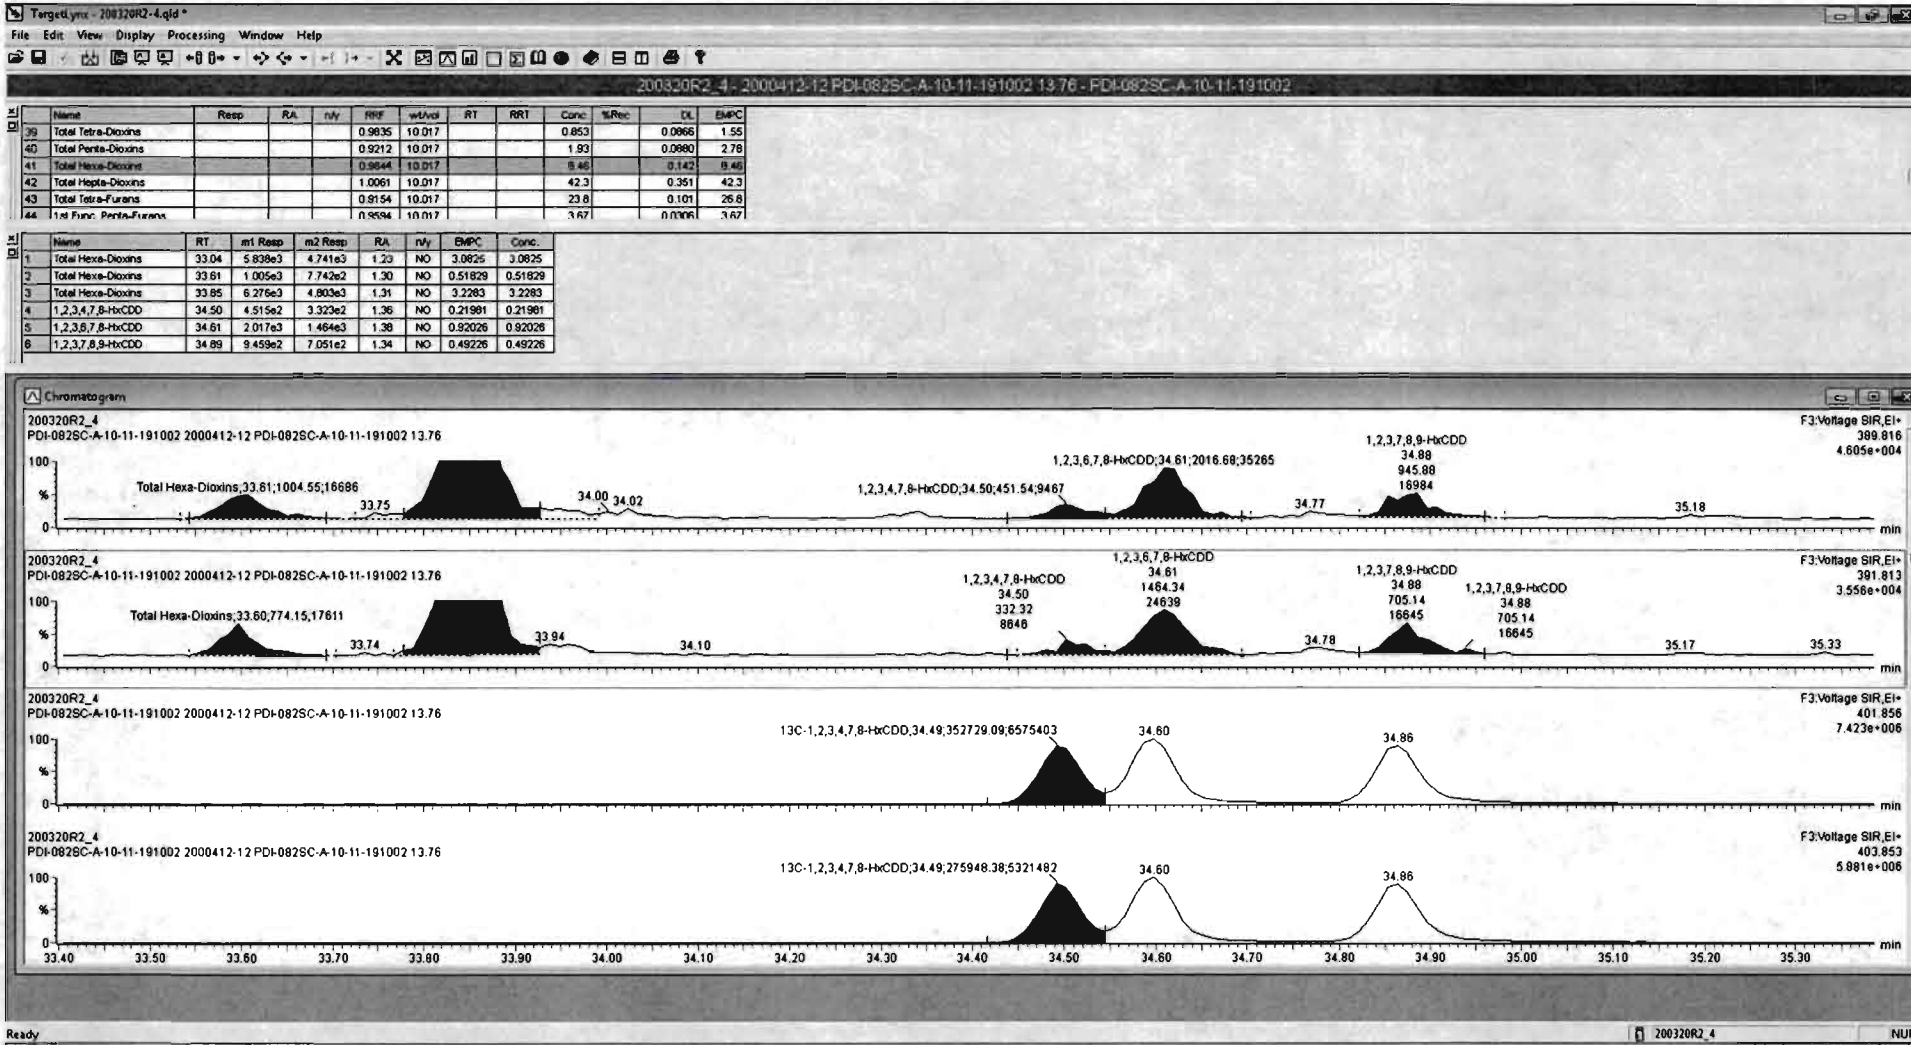 TargetLynx - 200320R2-4.qld *
File Edit View Display Processing Window Help
200320R2_4 - 2000412-12 PDI-082SC-A-10-11-191002 13.76 - PDI-082SC-A-10-11-191002
Name Resp RA n/y RRF wt/vol RT RRT Conc. %Rec DL EMPC
39 Total Tetra-Dioxins 0.9835 10.017 0.853 0.0866 1.55
40 Total Penta-Dioxins 0.9212 10.017 1.93 0.0880 2.78
41 Total Hexa-Dioxins 0.9844 10.017 8.46 0.142 8.46
42 Total Hepta-Dioxins 1.0061 10.017 42.3 0.351 42.3
43 Total Tetra-Furans 0.9154 10.017 23.8 0.101 26.8
44 1st Func. Penta-Furans 0.9594 10.017 3.67 0.0306 3.67
Name RT m1 Resp m2 Resp RA n/y EMPC Conc.
1 Total Hexa-Dioxins 33.04 5.838e3 4.741e3 1.23 NO 3.0825 3.0825
2 Total Hexa-Dioxins 33.61 1.005e3 7.742e2 1.30 NO 0.51829 0.51829
3 Total Hexa-Dioxins 33.85 6.276e3 4.803e3 1.31 NO 3.2283 3.2283
4 1,2,3,4,7,8-HxCDD 34.50 4.515e2 3.323e2 1.36 NO 0.21981 0.21981
5 1,2,3,6,7,8-HxCDD 34.61 2.017e3 1.464e3 1.38 NO 0.92026 0.92026
6 1,2,3,7,8,9-HxCDD 34.89 9.459e2 7.051e2 1.34 NO 0.49226 0.49226
Chromatogram
200320R2_4 F3:Voltage SIR,EI+
PDI-082SC-A-10-11-191002 2000412-12 PDI-082SC-A-10-11-191002 13.76 389.816
4.605e+004
1,2,3,7,8,9-HxCDD
34.88
945.88
16984
1,2,3,6,7,8-HxCDD;34.61;2016.68;35265
Total Hexa-Dioxins;33.61;1004.55;16686
1,2,3,4,7,8-HxCDD;34.50;451.54;9467
33.75 34.00 34.02 34.77 35.18
100 % 0 min
200320R2_4 F3:Voltage SIR,EI+
PDI-082SC-A-10-11-191002 2000412-12 PDI-082SC-A-10-11-191002 13.76 391.813
3.556e+004
1,2,3,4,7,8-HxCDD
34.50
332.32
8646
1,2,3,6,7,8-HxCDD
34.61
1464.34
24639
1,2,3,7,8,9-HxCDD
34.88
705.14
16645
1,2,3,7,8,9-HxCDD
34.88
705.14
16645
Total Hexa-Dioxins;33.60;774.15;17611
33.74 33.94 34.10 34.78 35.17 35.33
100 % 0 min
200320R2_4 F3:Voltage SIR,EI+
PDI-082SC-A-10-11-191002 2000412-12 PDI-082SC-A-10-11-191002 13.76 401.856
7.423e+006
13C-1,2,3,4,7,8-HxCDD;34.49;352729.09;6575403 34.60 34.86
100 % 0 min
200320R2_4 F3:Voltage SIR,EI+
PDI-082SC-A-10-11-191002 2000412-12 PDI-082SC-A-10-11-191002 13.76 403.853
5.881e+006
13C-1,2,3,4,7,8-HxCDD;34.49;275948.38;5321482 34.60 34.86
100 % 0 min
33.40 33.50 33.60 33.70 33.80 33.90 34.00 34.10 34.20 34.30 34.40 34.50 34.60 34.70 34.80 34.90 35.00 35.10 35.20 35.30
Ready 200320R2_4 NUM